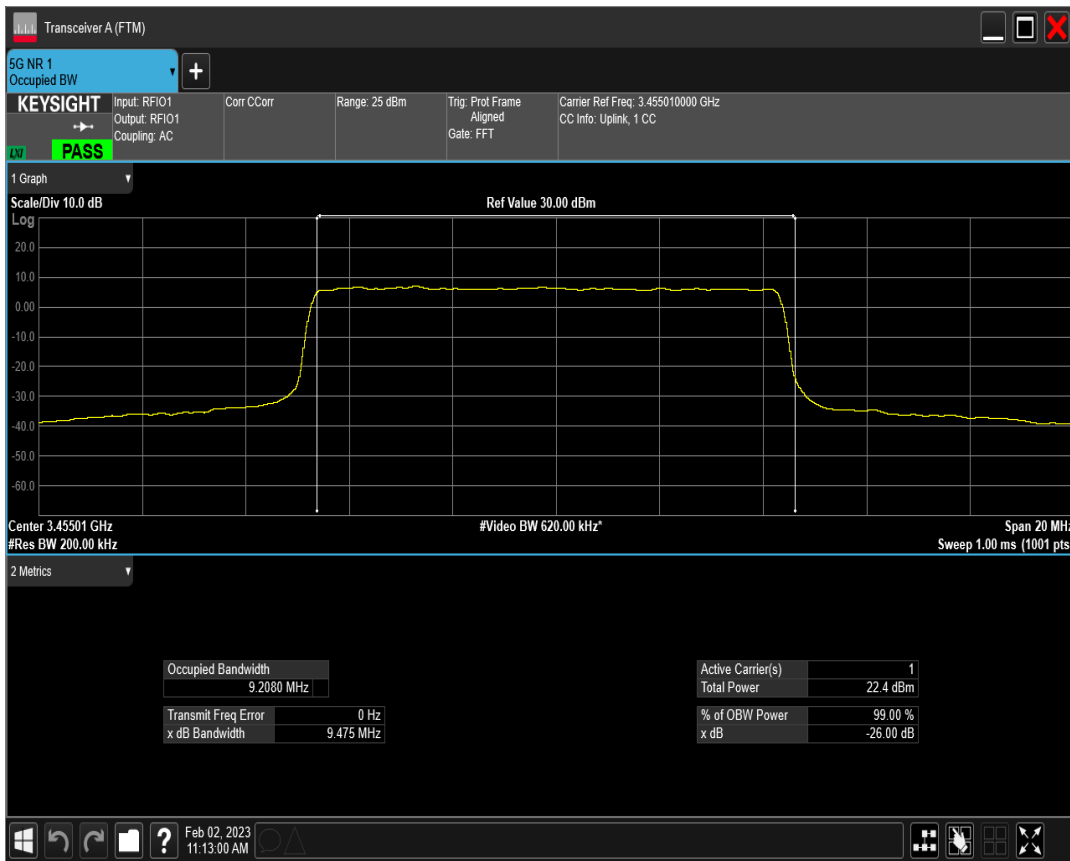 Transceiver A (FTM)
5G NR 1
Occupied BW
+
KEYSIGHT
LXI
PASS
Input: RFIO1
Output: RFIO1
Coupling: AC
Corr CCorr
Range: 25 dBm
Trig: Prot Frame
Aligned
Gate: FFT
Carrier Ref Freq: 3.455010000 GHz
CC Info: Uplink, 1 CC
1 Graph
Scale/Div 10.0 dB
Ref Value 30.00 dBm
Log
20.0
10.0
0.00
-10.0
-20.0
-30.0
-40.0
-50.0
-60.0
Center 3.45501 GHz
#Video BW 620.00 kHz*
Span 20 MHz
#Res BW 200.00 kHz
Sweep 1.00 ms (1001 pts
2 Metrics
Occupied Bandwidth
9.2080 MHz
Transmit Freq Error 0 Hz
x dB Bandwidth 9.475 MHz
Active Carrier(s) 1
Total Power 22.4 dBm
% of OBW Power 99.00 %
x dB -26.00 dB
?
Feb 02, 2023
11:13:00 AM